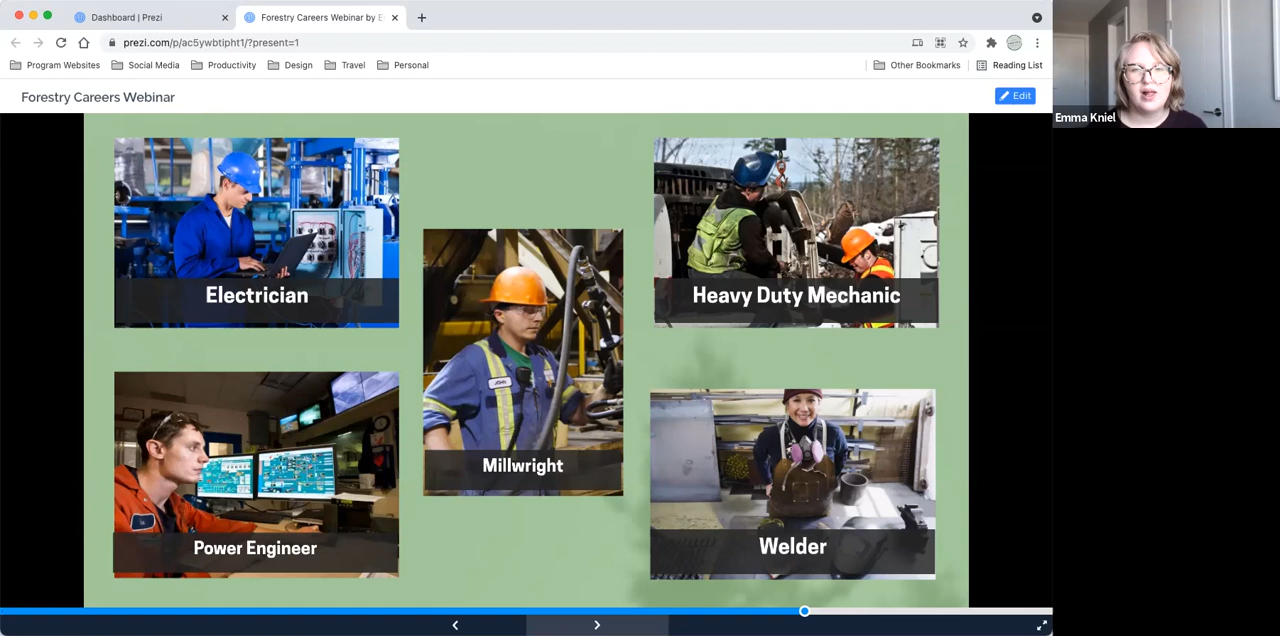 Dashboard | Prezi
Forestry Careers Webinar by E
prezi.com/p/ac5ywbtipht1/?present=1
Program Websites
Social Media
Productivity
Design
Travel
Personal
Other Bookmarks
Reading List
Forestry Careers Webinar
Edit
Emma Kniel
Electrician
Heavy Duty Mechanic
JOHN
Millwright
Power Engineer
Welder